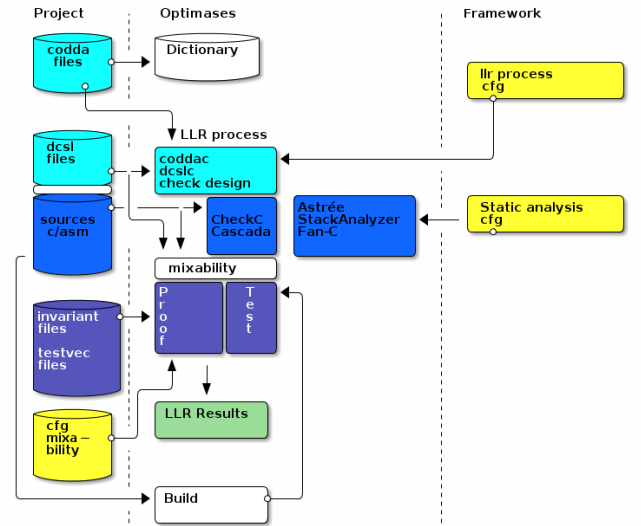 Project
Optimases
Framework
codda
files
Dictionary
llr process
cfg
LLR process
dcsl
files
coddac
dcslc
check design
sources
c/asm
CheckC
Cascada
Astrée
StackAnalyzer
Fan-C
Static analysis
cfg
mixability
invariant
files
testvec
files
P
r
o
o
f
T
e
s
t
cfg
mixa -
bility
LLR Results
Build